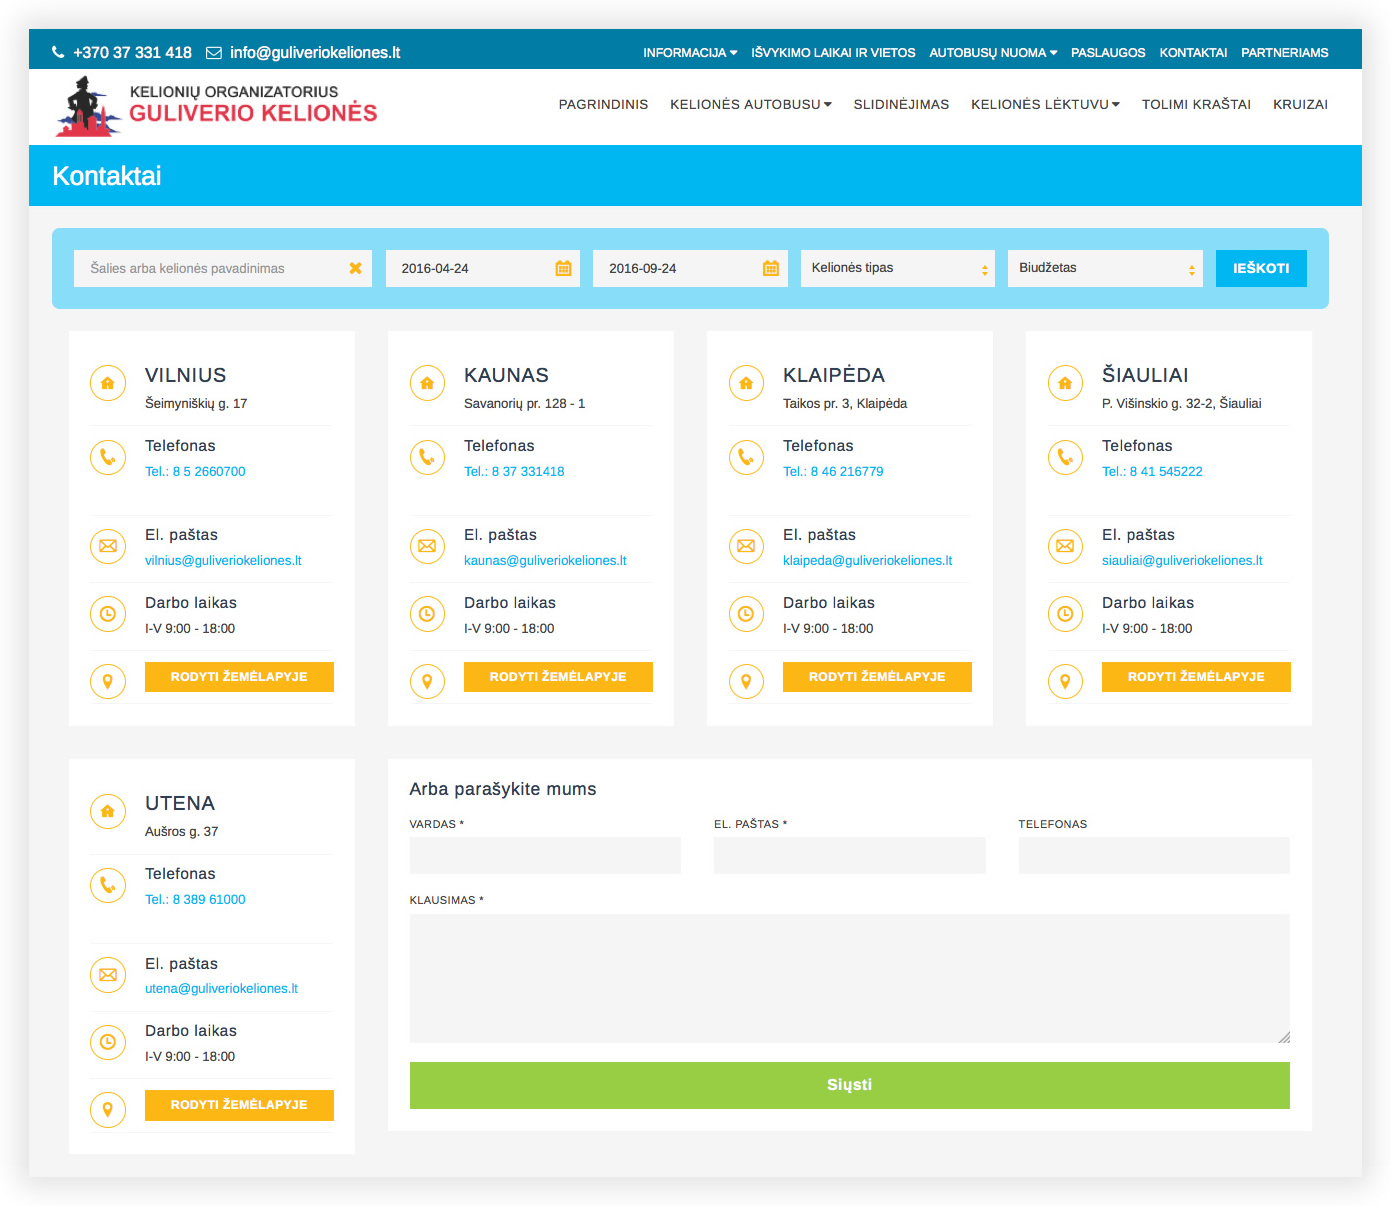 +370 37 331 418 info@guliveriokeliones.lt INFORMACIJA IŠVYKIMO LAIKAI IR VIETOS AUTOBUSŲ NUOMA PASLAUGOS KONTAKTAI PARTNERIAMS
KELIONIŲ ORGANIZATORIUS
GULIVERIO KELIONĖS
PAGRINDINIS KELIONĖS AUTOBUSU SLIDINĖJIMAS KELIONĖS LĖKTUVU TOLIMI KRAŠTAI KRUIZAI
Kontaktai
Šalies arba kelionės pavadinimas 2016-04-24 2016-09-24 Kelionės tipas Biudžetas IEŠKOTI
VILNIUS
Šeimyniškių g. 17
Telefonas
Tel.: 8 5 2660700
El. paštas
vilnius@guliveriokeliones.lt
Darbo laikas
I-V 9:00 - 18:00
RODYTI ŽEMĖLAPYJE
KAUNAS
Savanorių pr. 128 - 1
Telefonas
Tel.: 8 37 331418
El. paštas
kaunas@guliveriokeliones.lt
Darbo laikas
I-V 9:00 - 18:00
RODYTI ŽEMĖLAPYJE
KLAIPĖDA
Taikos pr. 3, Klaipėda
Telefonas
Tel.: 8 46 216779
El. paštas
klaipeda@guliveriokeliones.lt
Darbo laikas
I-V 9:00 - 18:00
RODYTI ŽEMĖLAPYJE
ŠIAULIAI
P. Višinskio g. 32-2, Šiauliai
Telefonas
Tel.: 8 41 545222
El. paštas
siauliai@guliveriokeliones.lt
Darbo laikas
I-V 9:00 - 18:00
RODYTI ŽEMĖLAPYJE
UTENA
Aušros g. 37
Telefonas
Tel.: 8 389 61000
El. paštas
utena@guliveriokeliones.lt
Darbo laikas
I-V 9:00 - 18:00
RODYTI ŽEMĖLAPYJE
Arba parašykite mums
VARDAS * EL. PAŠTAS * TELEFONAS
KLAUSIMAS *
Siųsti